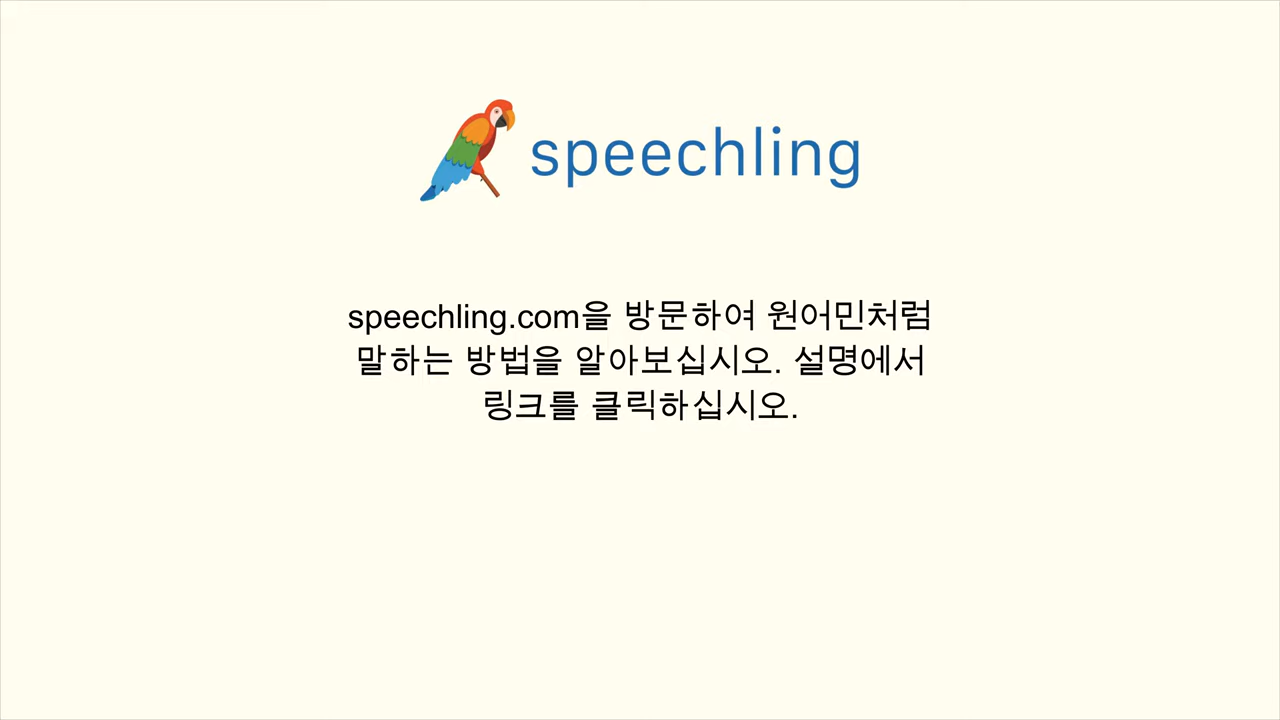 speechling
speechling.com을 방문하여 원어민처럼
말하는 방법을 알아보십시오. 설명에서
링크를 클릭하십시오.